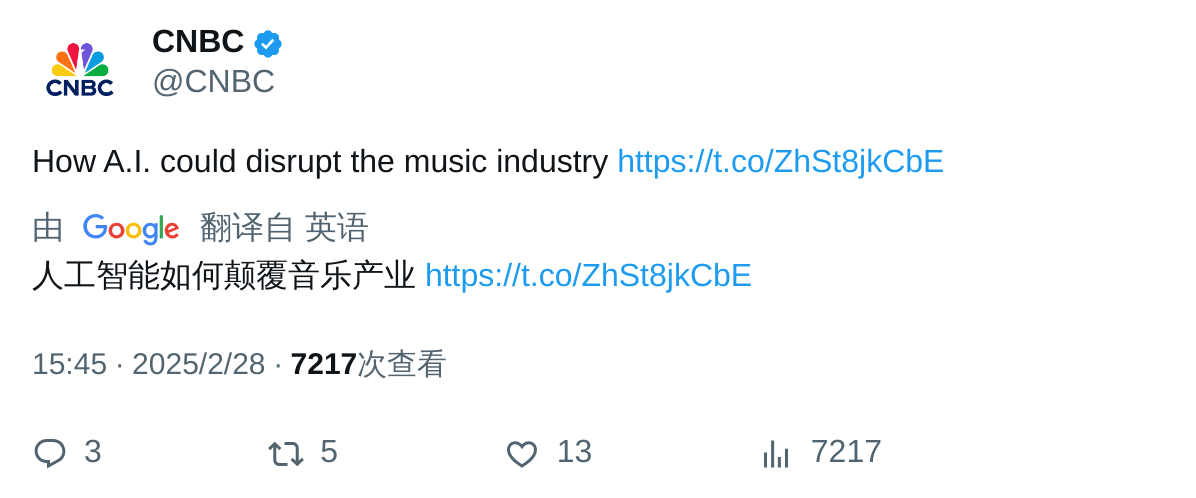 CNBC
CNBC
@CNBC
How A.I. could disrupt the music industry https://t.co/ZhSt8jkCbE
由 Google 翻译自 英语
人工智能如何颠覆音乐产业 https://t.co/ZhSt8jkCbE
15:45 · 2025/2/28 · 7217次查看
3 5 13 7217